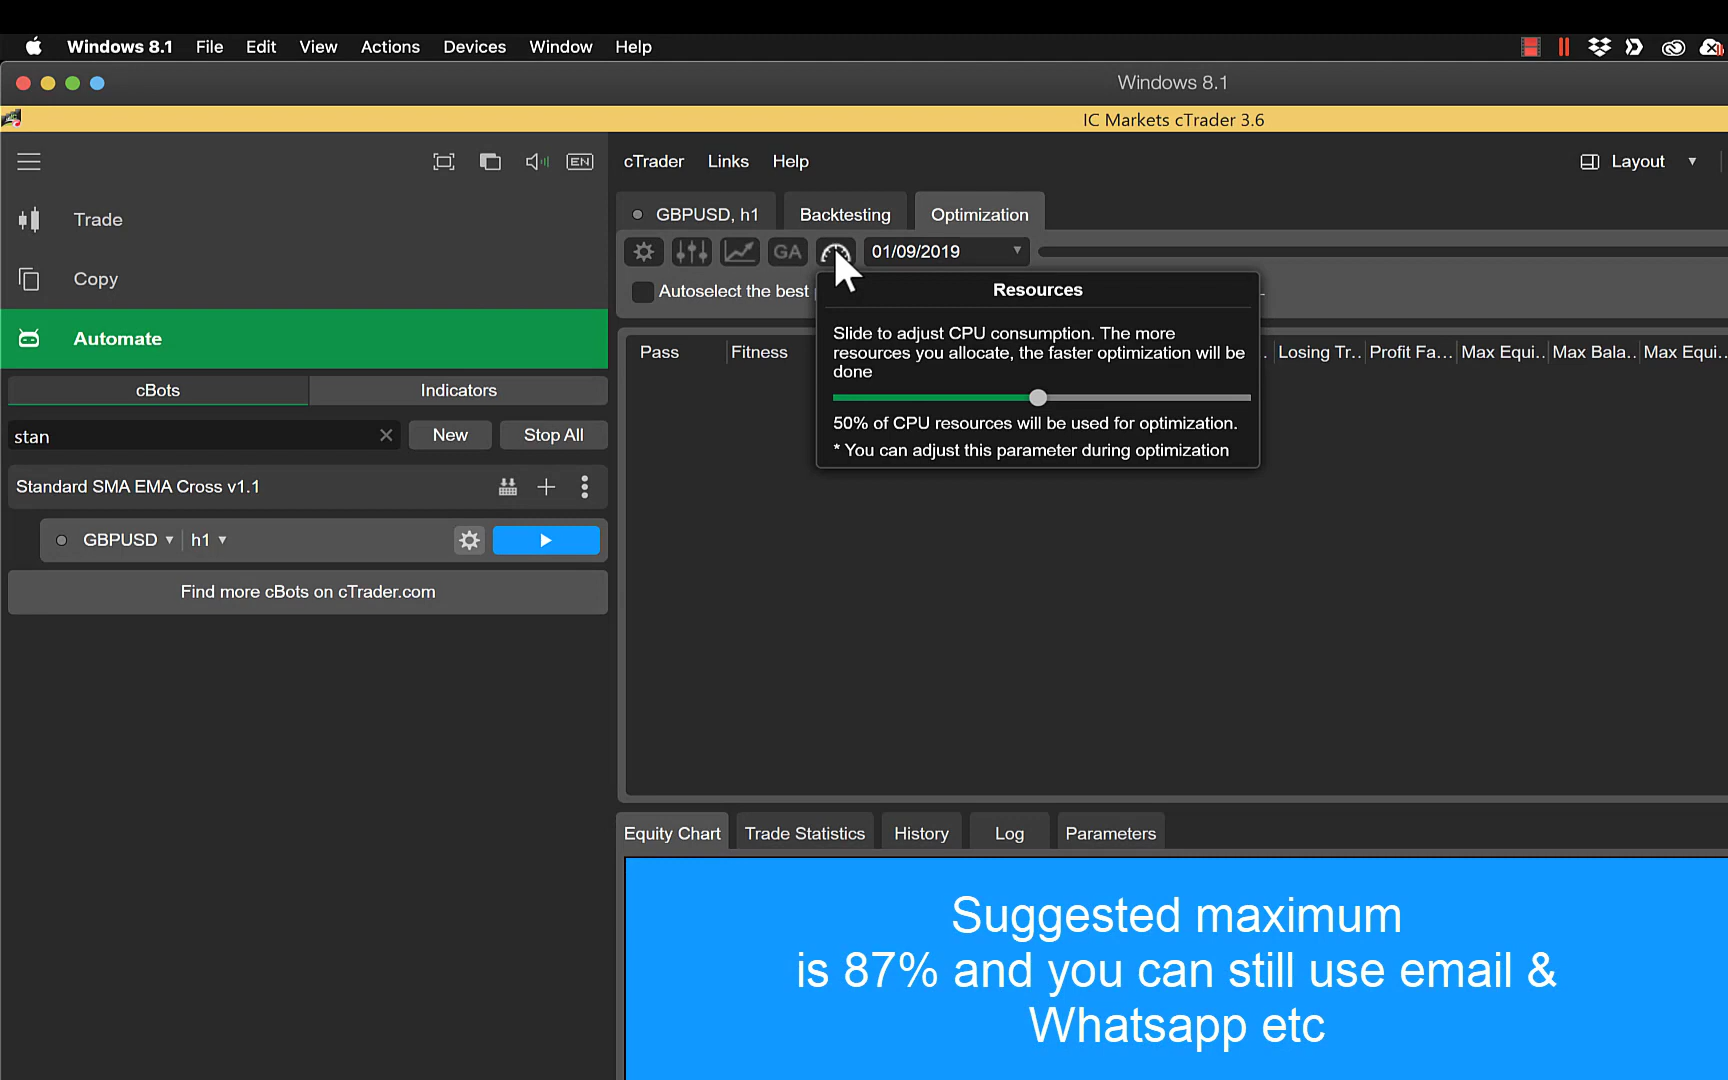 Windows 8.1 File Edit View Actions Devices Window Help
Windows 8.1
IC Markets cTrader 3.6
EN
cTrader Links Help
Layout
Trade
Copy
Automate
cBots Indicators
stan
New Stop All
Standard SMA EMA Cross v1.1
GBPUSD h1
Find more cBots on cTrader.com
GBPUSD, h1 Backtesting Optimization
GA 01/09/2019
Autoselect the best
Resources
Slide to adjust CPU consumption. The more
resources you allocate, the faster optimization will be
done
50% of CPU resources will be used for optimization.
* You can adjust this parameter during optimization
Pass Fitness Losing Tr... Profit Fa... Max Equi... Max Bala... Max Equi...
Equity Chart Trade Statistics History Log Parameters
Suggested maximum
is 87% and you can still use email &
Whatsapp etc